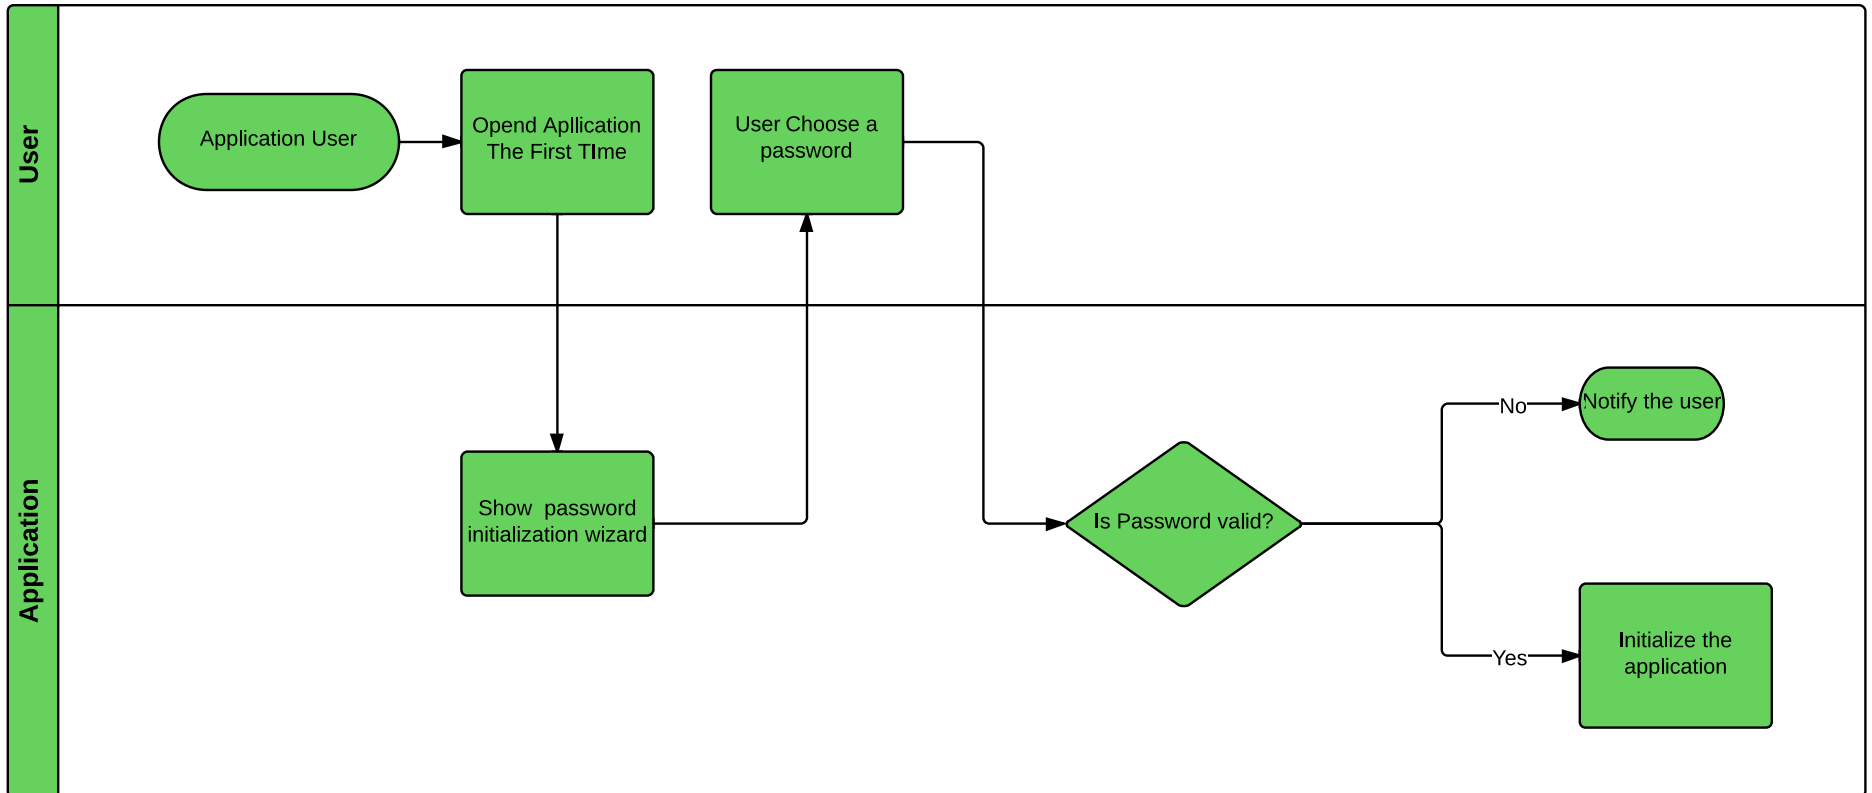 User
Application User
Opend Apllication
The First TIme
User Choose a
password
Application
Show  password
initialization wizard
Is Password valid?
No
Notify the user
Yes
Initialize the
application